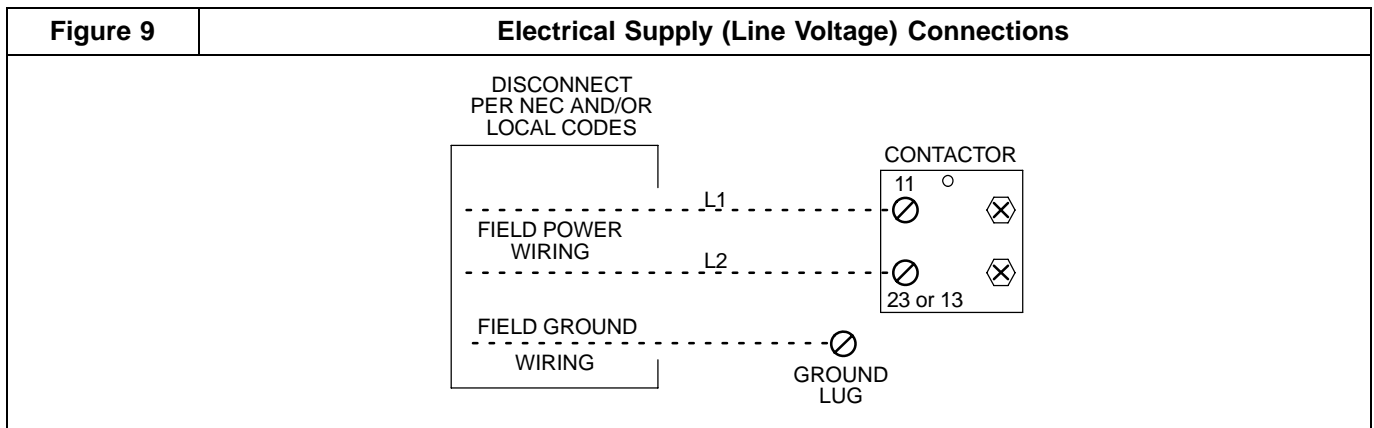 Figure 9
Electrical Supply (Line Voltage) Connections
DISCONNECT
PER NEC AND/OR
LOCAL CODES
CONTACTOR
11
L1
FIELD POWER
WIRING
L2
23 or 13
FIELD GROUND
WIRING
GROUND
LUG